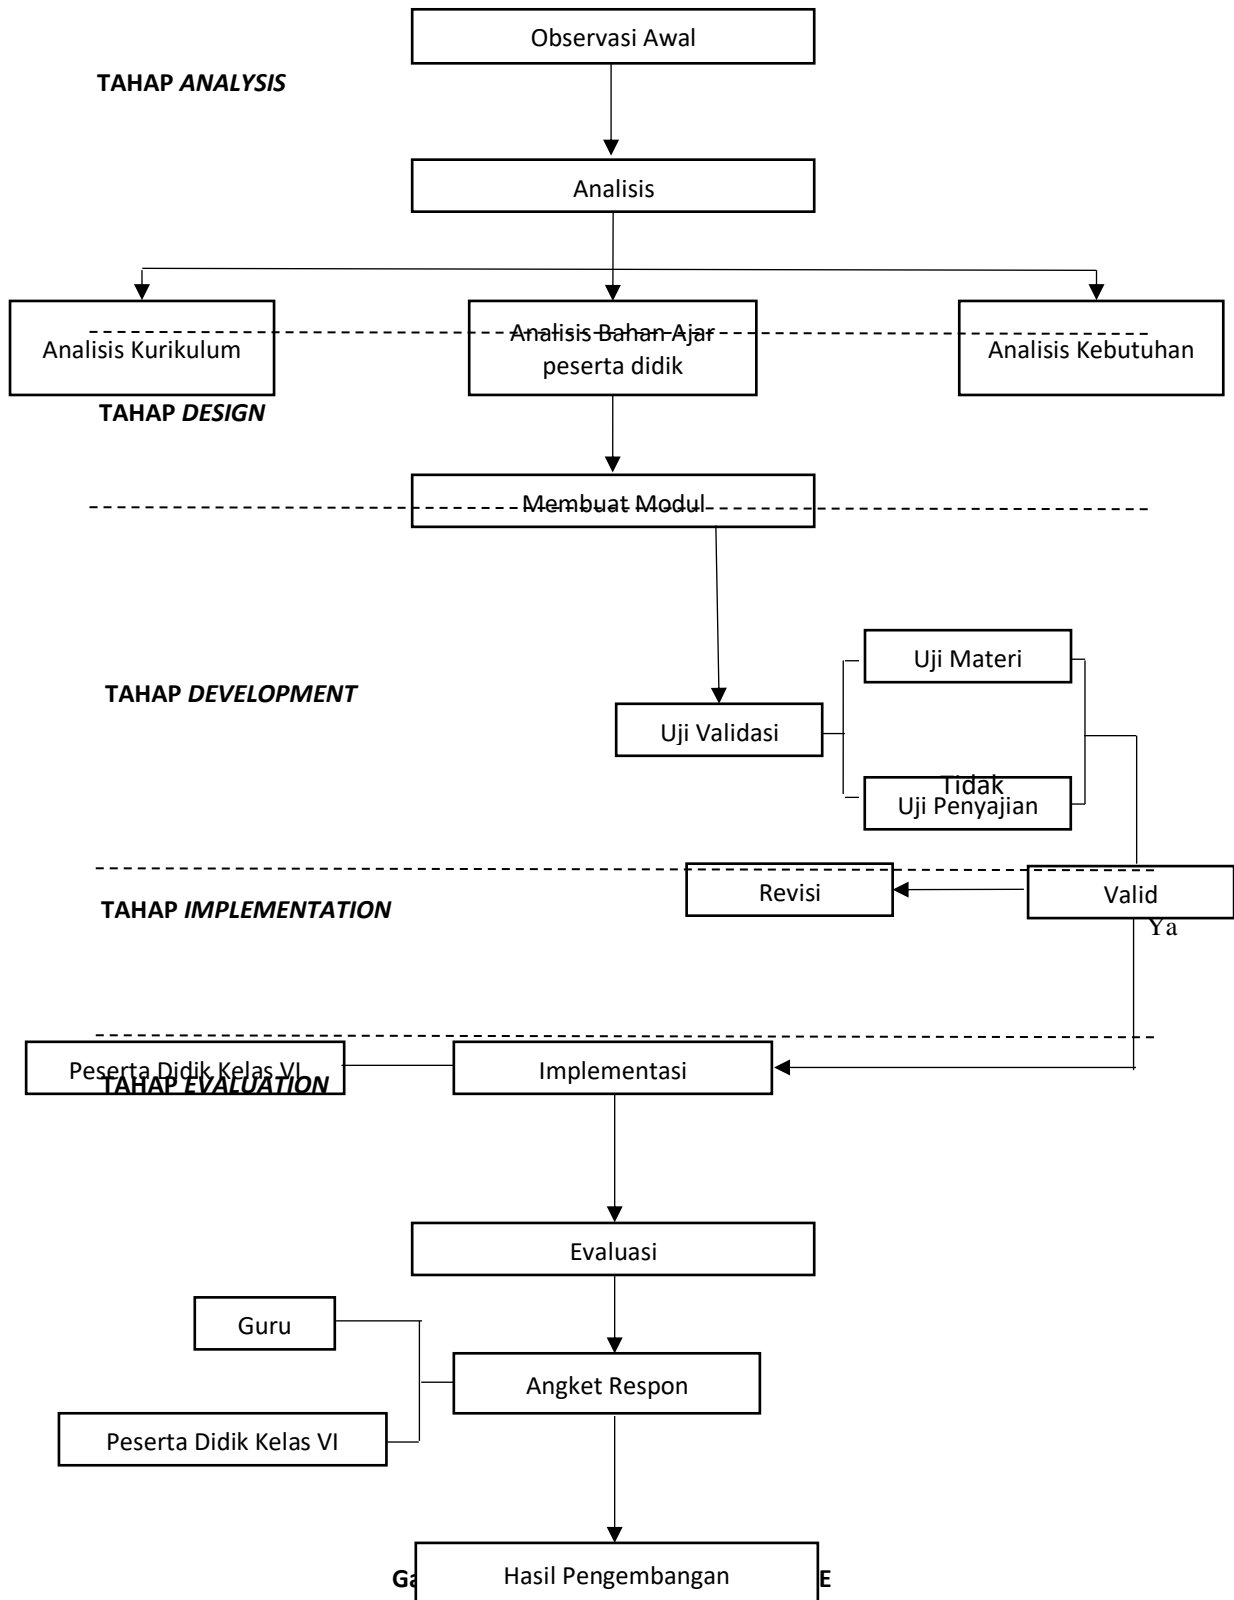 Observasi Awal
TAHAP ANALYSIS
Analisis
Analisis Kurikulum
Analisis Bahan Ajar
peserta didik
Analisis Kebutuhan
TAHAP DESIGN
Membuat Modul
Uji Materi
TAHAP DEVELOPMENT
Uji Validasi
Tidak
Uji Penyajian
Revisi
Valid
TAHAP IMPLEMENTATION
Ya
Peserta Didik Kelas VI
Implementasi
TAHAP EVALUATION
Evaluasi
Guru
Angket Respon
Peserta Didik Kelas VI
Hasil Pengembangan